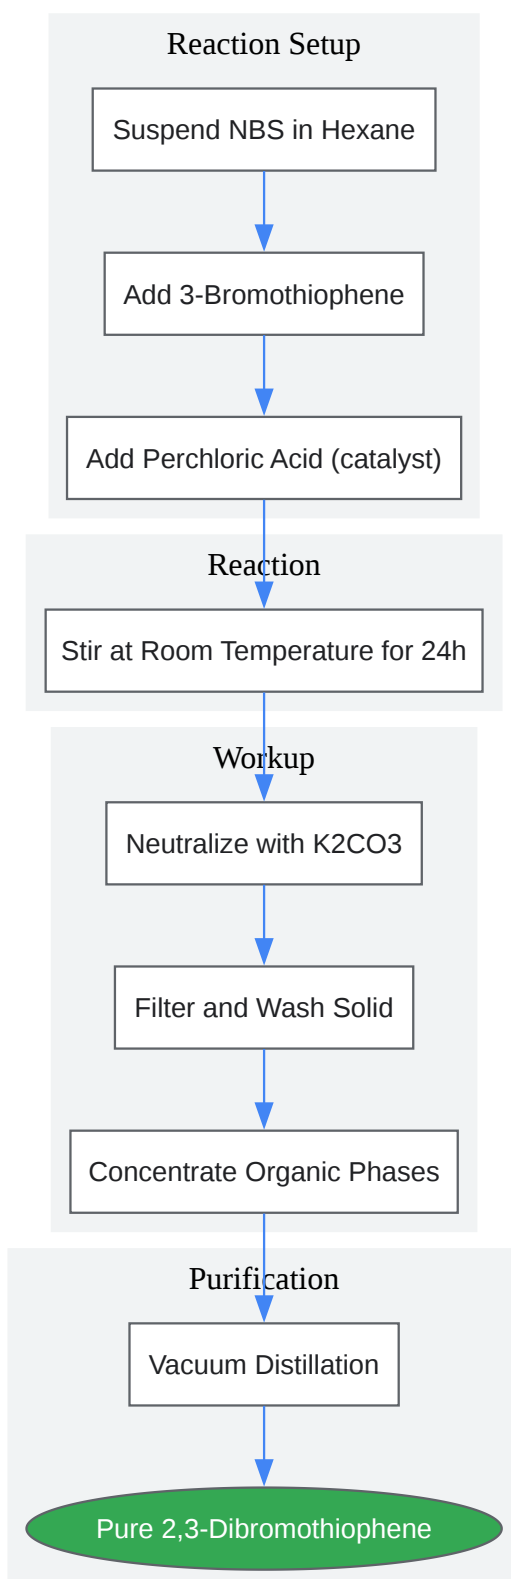 Reaction Setup
Suspend NBS in Hexane
Add 3-Bromothiophene
Add Perchloric Acid (catalyst)
Reaction
Stir at Room Temperature for 24h
Workup
Neutralize with K2CO3
Filter and Wash Solid
Concentrate Organic Phases
Purification
Vacuum Distillation
Pure 2,3-Dibromothiophene